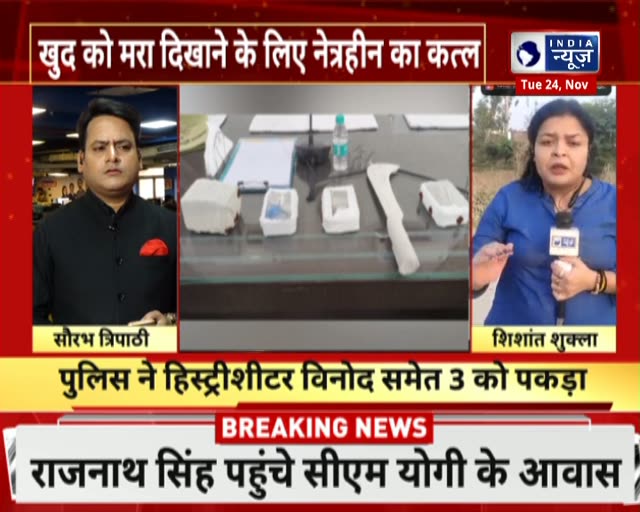 खुद को मरा दिखाने के लिए नेत्रहीन का कत्ल
INDIA
न्यूज़
Tue 24, Nov
सौरभ त्रिपाठी
शिशांत शुक्ला
पुलिस ने हिस्ट्रीशीटर विनोद समेत 3 को पकड़ा
BREAKING NEWS
राजनाथ सिंह पहुंचे सीएम योगी के आवास